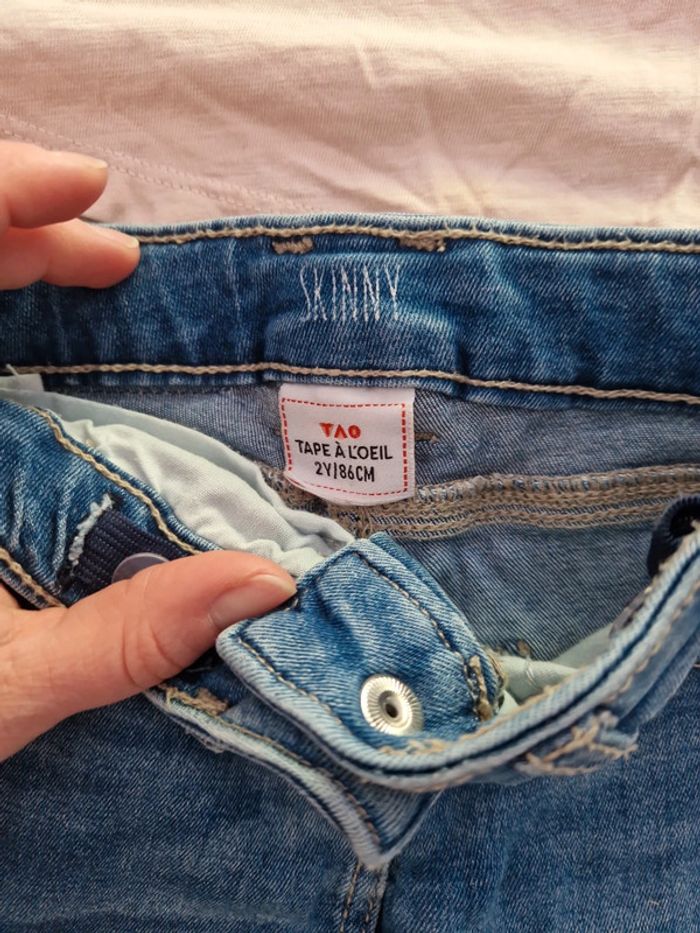 SKINNY
TAO
TAPE À L'OEIL
2Y/86CM